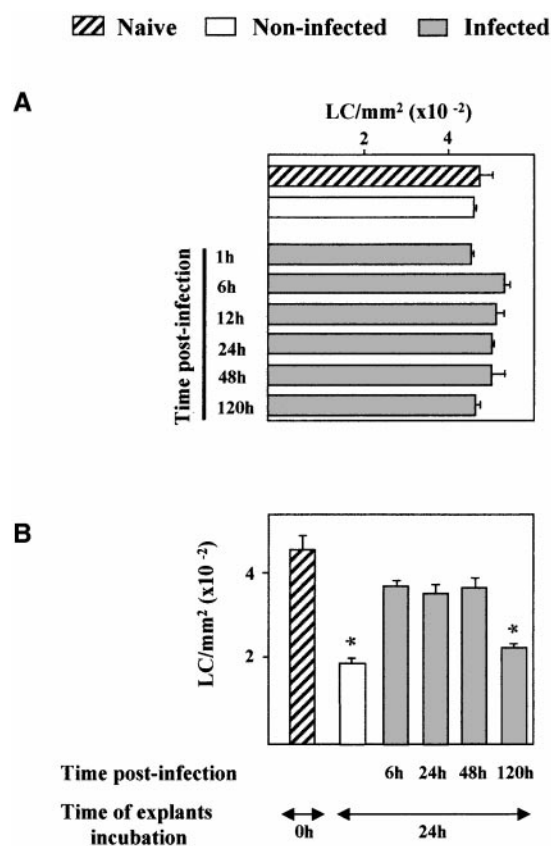 Naive Non-infected Infected
A
LC/mm² (x10 ⁻²)
2 4
Time post-infection
1h
6h
12h
24h
48h
120h
B
LC/mm² (x10 ⁻²)
4
2
* *
Time post-infection 6h 24h 48h 120h
Time of explants
incubation 0h 24h